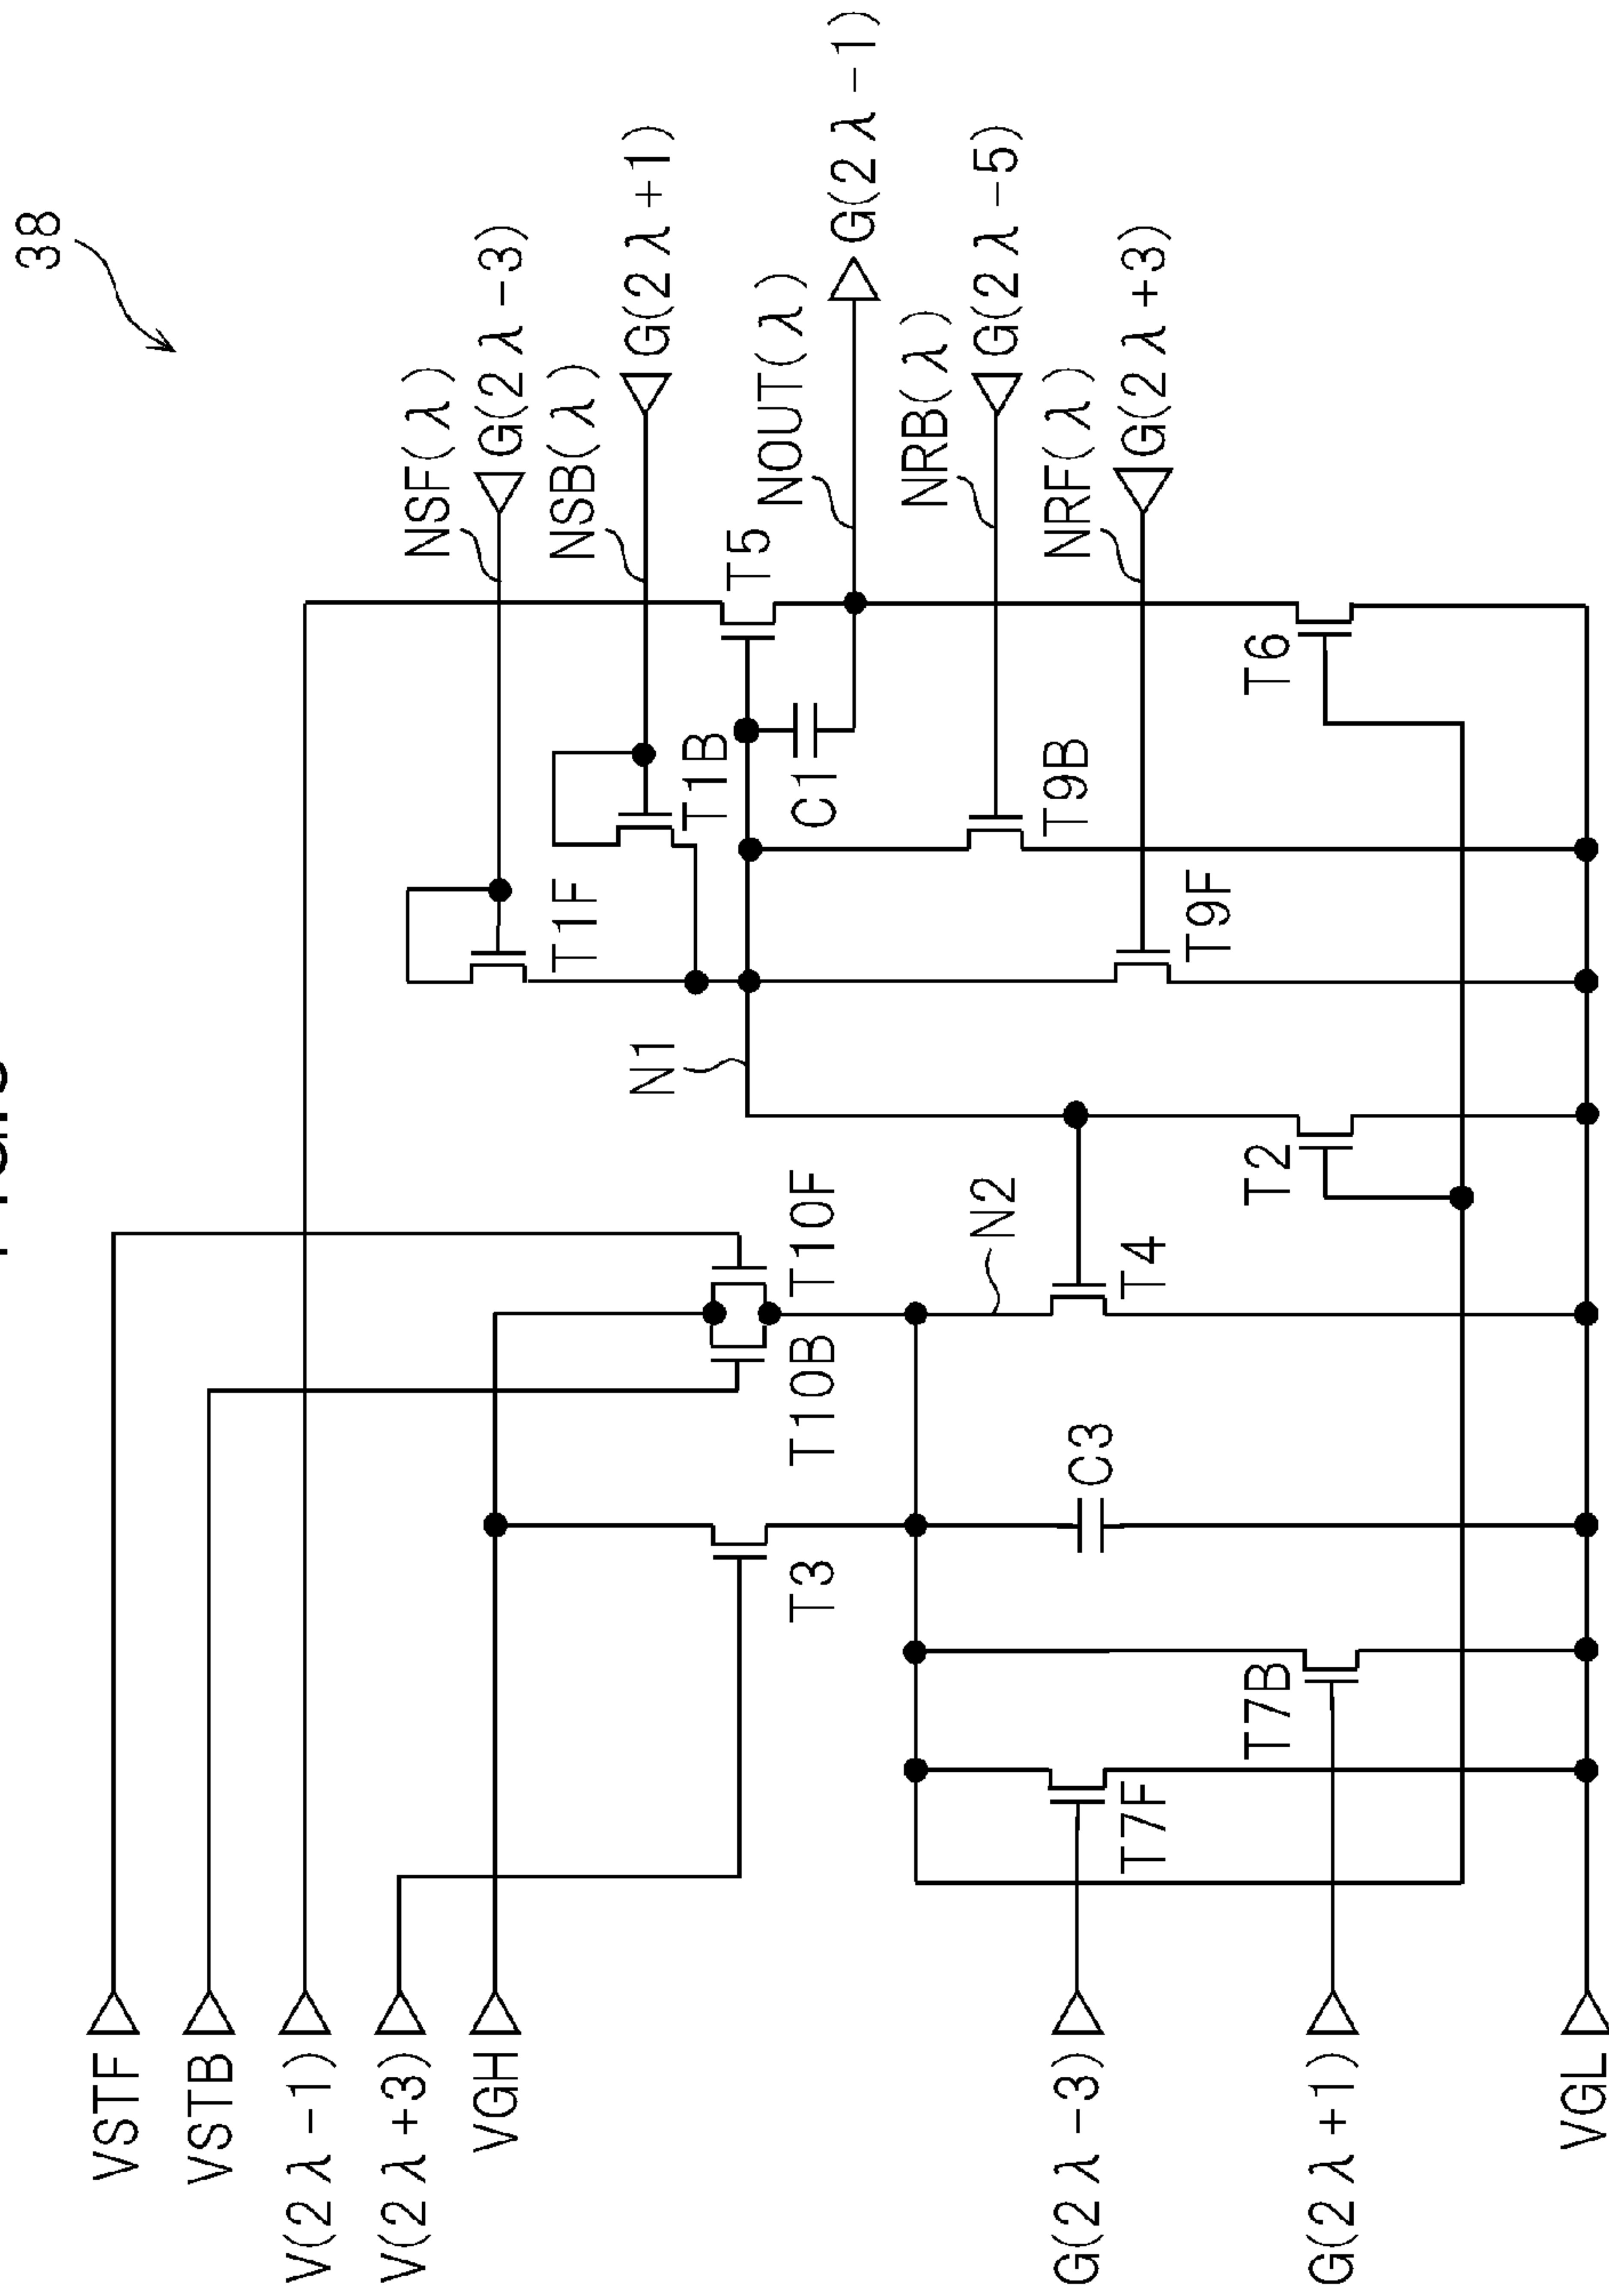 38
VSTF
VSTB
V(2λ-1)
V(2λ+3)
VGH
G(2λ-3)
G(2λ+1)
VGL
NSF(λ)
G(2λ-3)
NSB(λ)
G(2λ+1)
NOUT(λ)
G(2λ-1)
NRB(λ)
G(2λ-5)
NRF(λ)
G(2λ+3)
T1F
T1B
T5
C1
N1
T10F
T10B
T9B
N2
T3
C3
T4
T9F
T7F
T7B
T2
T6